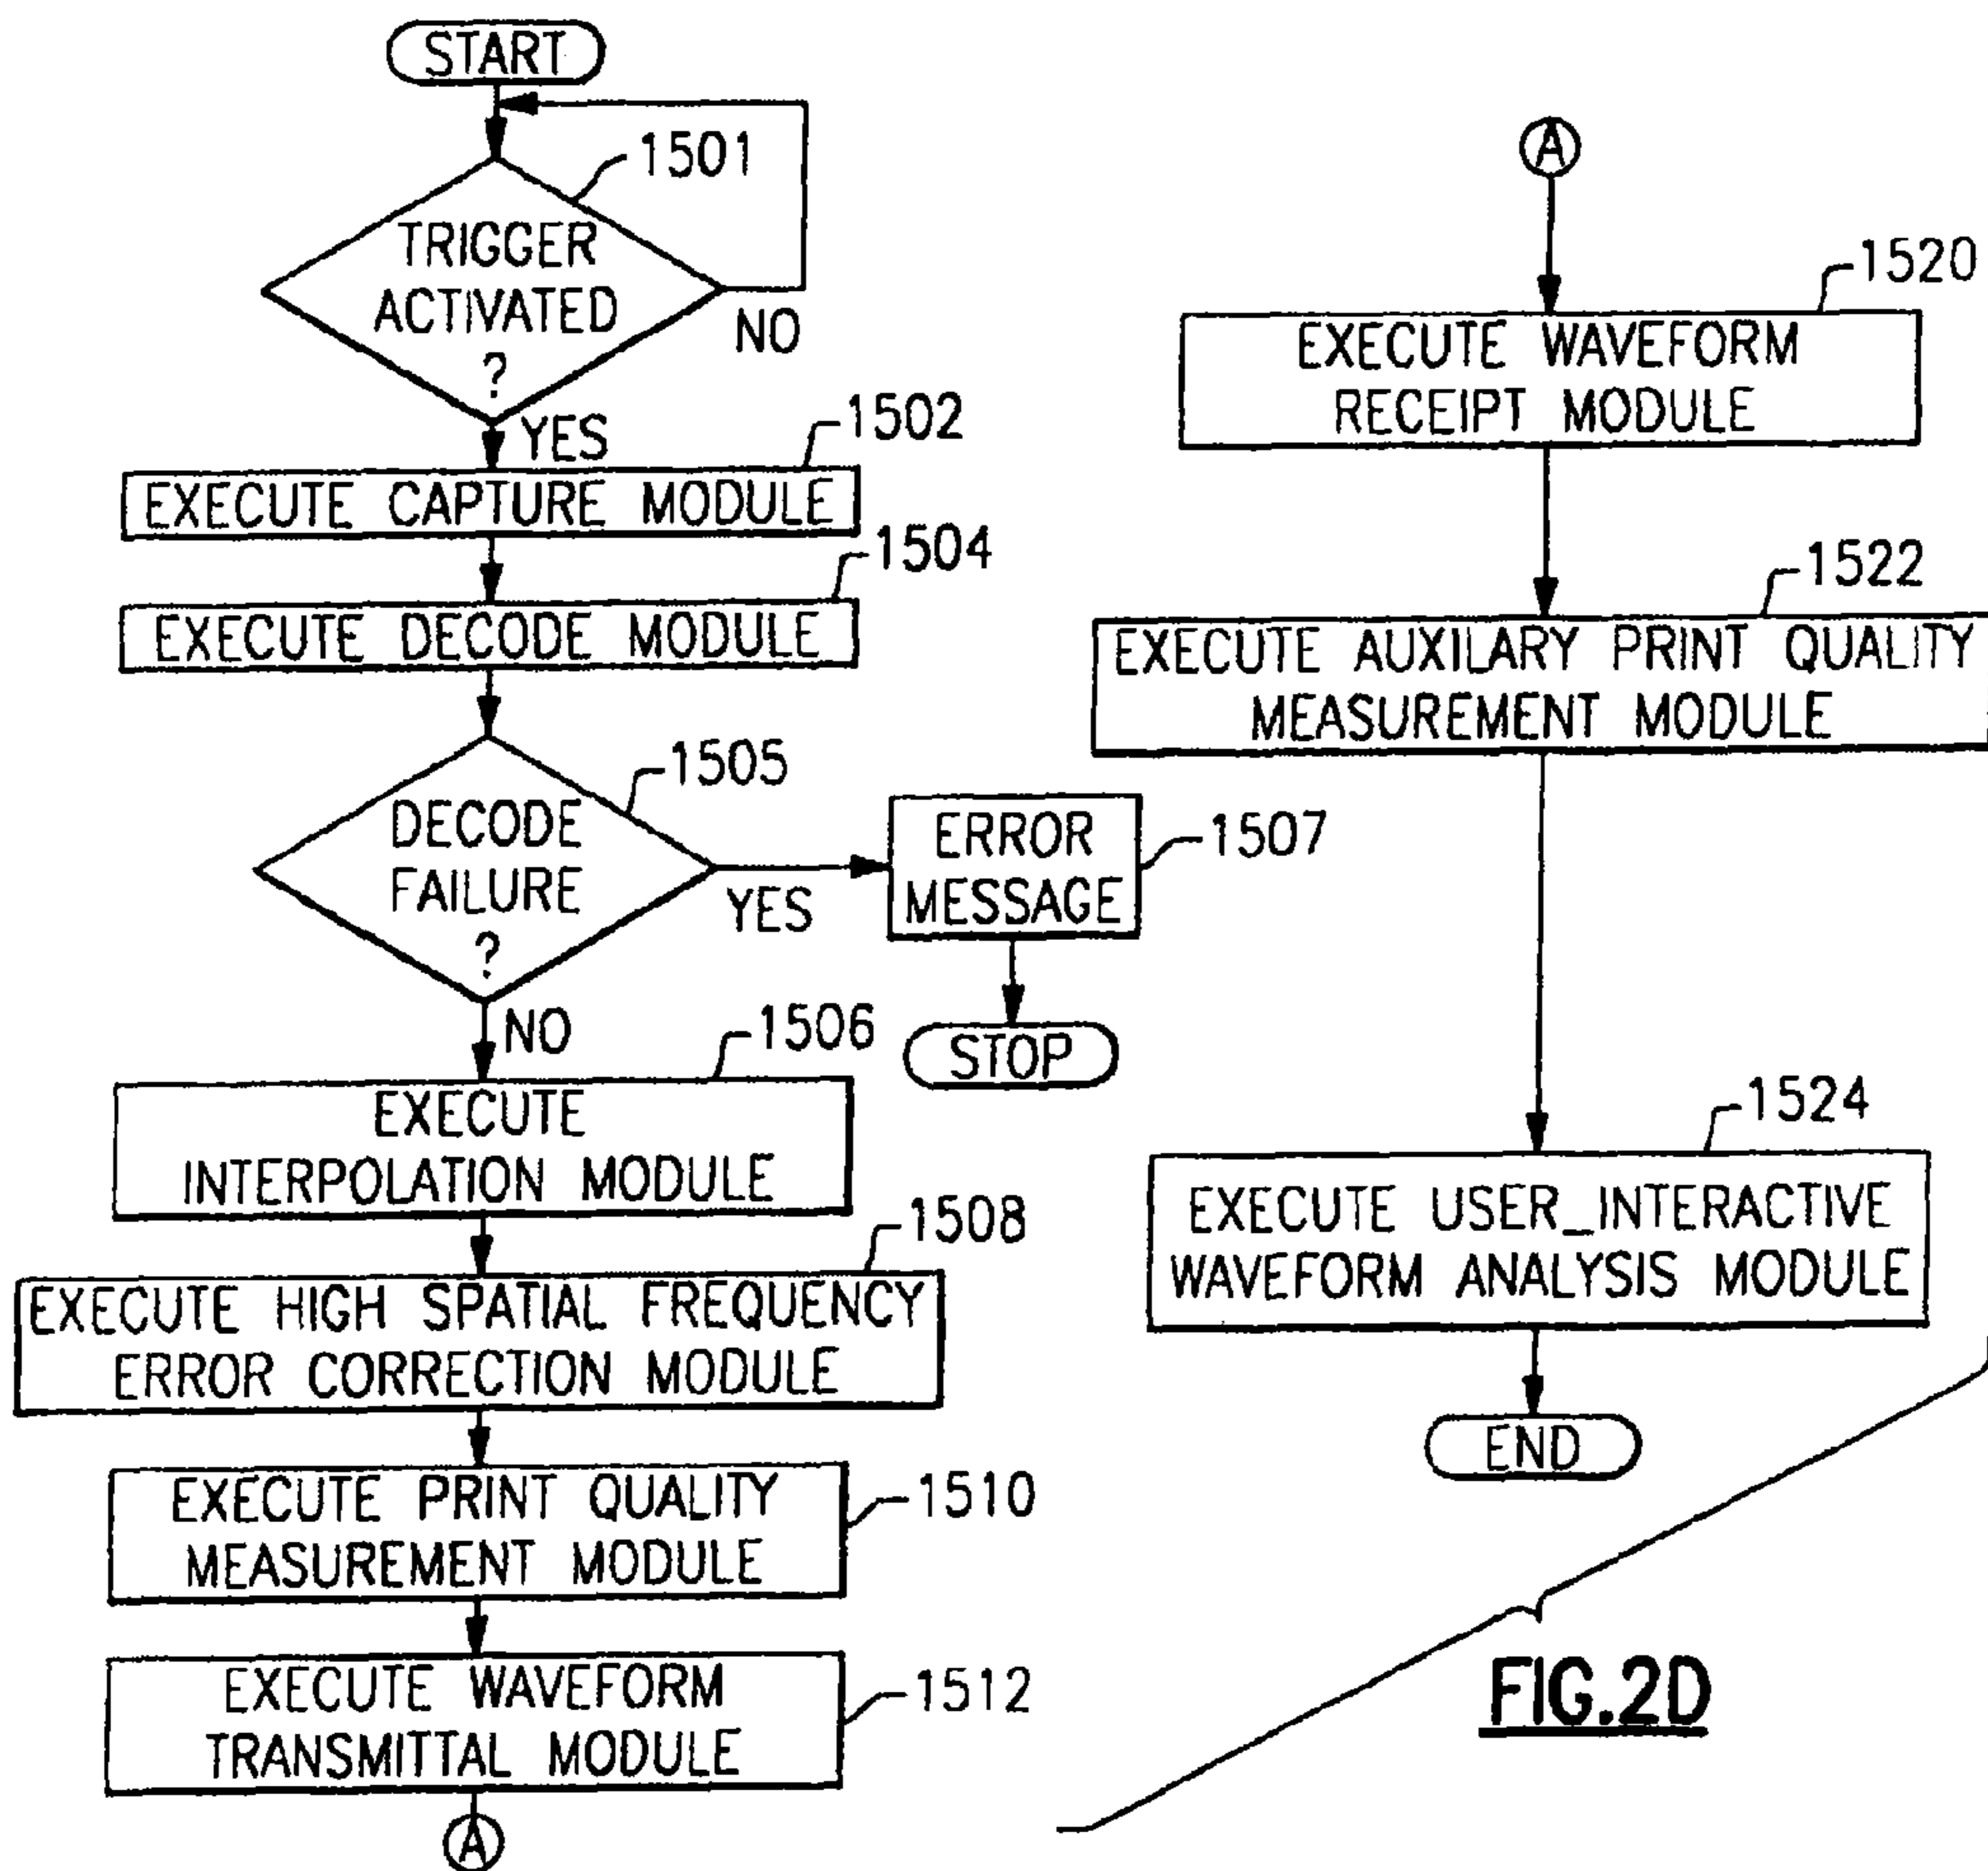 START
1501
TRIGGER
ACTIVATED
?
NO
YES
1502
EXECUTE CAPTURE MODULE
1504
EXECUTE DECODE MODULE
1505
DECODE
FAILURE
?
YES
ERROR
MESSAGE
1507
STOP
NO
1506
EXECUTE
INTERPOLATION MODULE
1508
EXECUTE HIGH SPATIAL FREQUENCY
ERROR CORRECTION MODULE
EXECUTE PRINT QUALITY
MEASUREMENT MODULE
1510
EXECUTE WAVEFORM
TRANSMITTAL MODULE
1512
A
A
1520
EXECUTE WAVEFORM
RECEIPT MODULE
1522
EXECUTE AUXILARY PRINT QUALITY
MEASUREMENT MODULE
1524
EXECUTE USER_INTERACTIVE
WAVEFORM ANALYSIS MODULE
END
FIG.2D